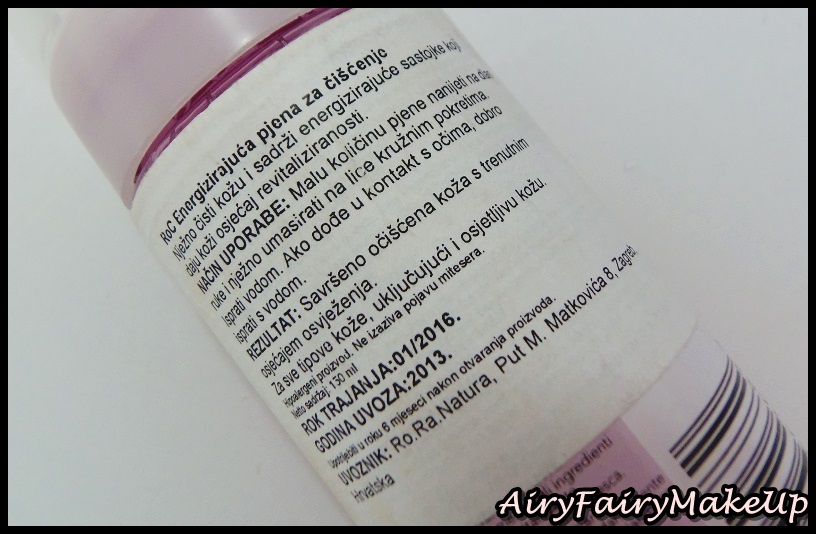 RoC Energizirajuća pjena za čišćenje
Nježno čisti kožu i sadrži energizirajuće sastojke koji
daju koži osjećaj revitaliziranosti.
NAČIN UPORABE: Malu količinu pjene nanijeti na
ruke i nježno umasirati na lice kružnim pokretima.
Isprati vodom. Ako dođe u kontakt s očima, dobro
isprati s vodom.
REZULTAT: Savršeno očišćena koža s trenutnim
osjećajem osvježenja.
Za sve tipove kože, uključujući i osjetljivu kožu.
Hipoalergeni proizvod. Ne izaziva pojavu mitesera.
Netto sadržaj: 150 ml
ROK TRAJANJA:01/2016.
GODINA UVOZA:2013.
Upotrijebiti u roku 6 mjeseci nakon otvaranja proizvoda.
UVOZNIK: Ro.Ra.Natura, Put M. Matkovića 8, Zagreb,
Hrvatska
ingredienti
AiryFairyMakeUp